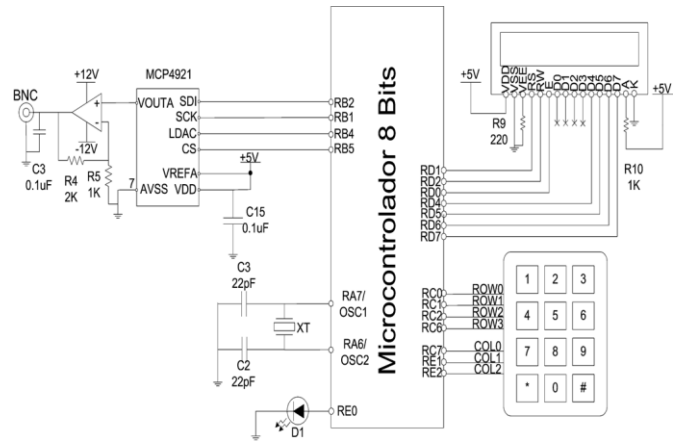 +12V
BNC
+
-
-12V
C3
0.1uF
R4
2K
R5
1K
MCP4921
VOUTA SDI
SCK
LDAC
CS
VREFA
7 AVSS VDD
+5V
C15
0.1uF
C3
22pF
XT
C2
22pF
D1
RB2
RB1
RB4
RB5
RA7/
OSC1
RA6/
OSC2
RE0
Microcontrolador 8 Bits
RD1
RD2
RD0
RD4
RD5
RD6
RD7
RC0 ROW0
RC1 ROW1
RC2 ROW2
RC6 ROW3
RC7 COL0
RE1 COL1
RE2 COL2
VDD
VSS
VEE
RS
RW
E
D0
D1
D2
D3
D4
D5
D6
D7
A
K
+5V
R9
220
+5V
R10
1K
1 2 3
4 5 6
7 8 9
* 0 #